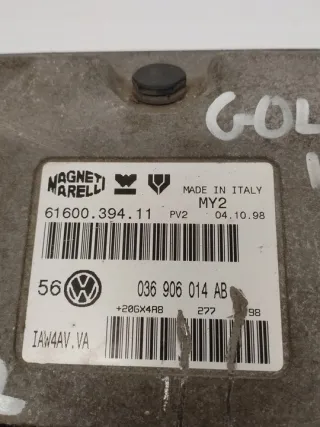 GOL
MAGNETI MARELLI
MADE IN ITALY
61600.394.11 PV2 MY2 04.10.98
56 036 906 014 AB
+20GX4A8 277 98
IAW4AV.VA